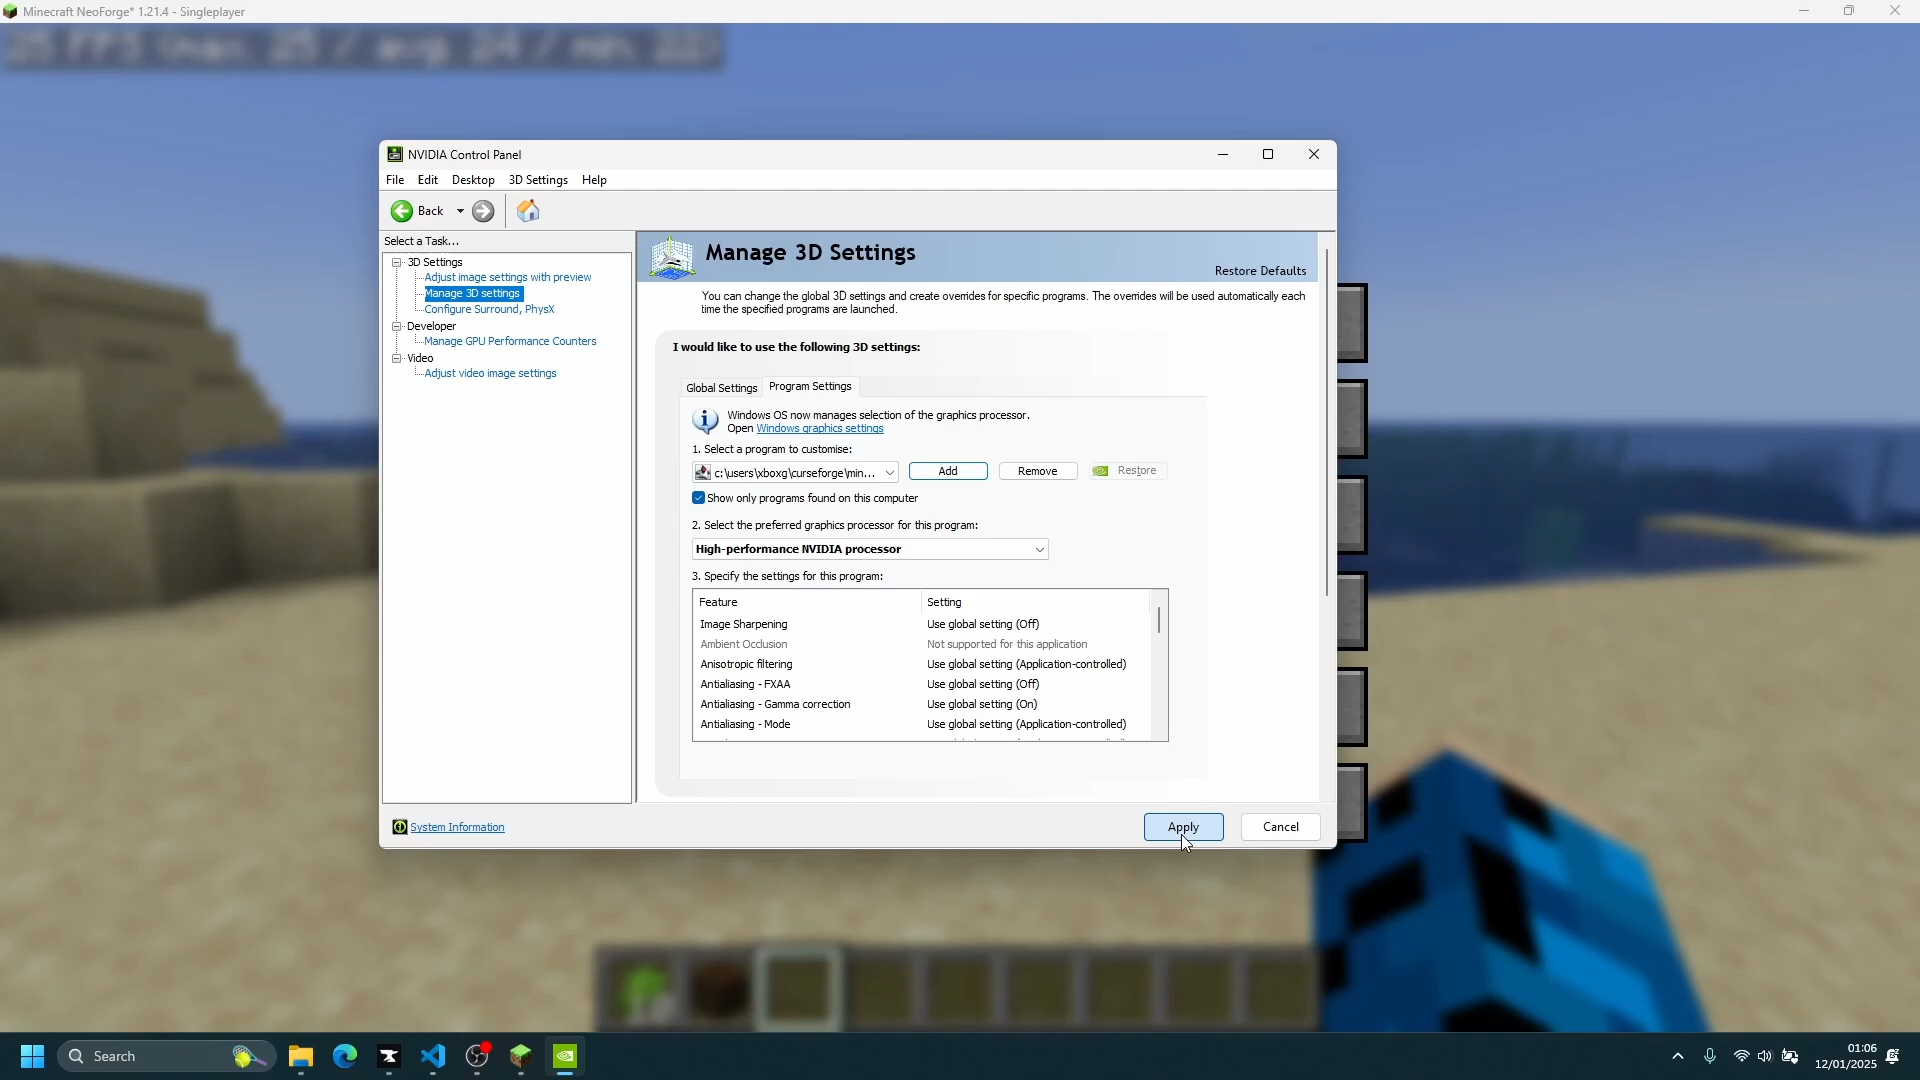 Minecraft NeoForge* 1.21.4 - Singleplayer
25 FPS (max. 25 / avg. 24 / min. 22)
NVIDIA Control Panel
File Edit Desktop 3D Settings Help
Back
Select a Task...
3D Settings
Adjust image settings with preview
Manage 3D settings
Configure Surround, PhysX
Developer
Manage GPU Performance Counters
Video
Adjust video image settings
Manage 3D Settings
Restore Defaults
You can change the global 3D settings and create overrides for specific programs. The overrides will be used automatically each
time the specified programs are launched.
I would like to use the following 3D settings:
Global Settings Program Settings
Windows OS now manages selection of the graphics processor.
Open Windows graphics settings
1. Select a program to customise:
c:\users\xboxg\curseforge\min... Add Remove Restore
Show only programs found on this computer
2. Select the preferred graphics processor for this program:
High-performance NVIDIA processor
3. Specify the settings for this program:
Feature Setting
Image Sharpening Use global setting (Off)
Ambient Occlusion Not supported for this application
Anisotropic filtering Use global setting (Application-controlled)
Antialiasing - FXAA Use global setting (Off)
Antialiasing - Gamma correction Use global setting (On)
Antialiasing - Mode Use global setting (Application-controlled)
System Information
Apply Cancel
Search
01:06
12/01/2025